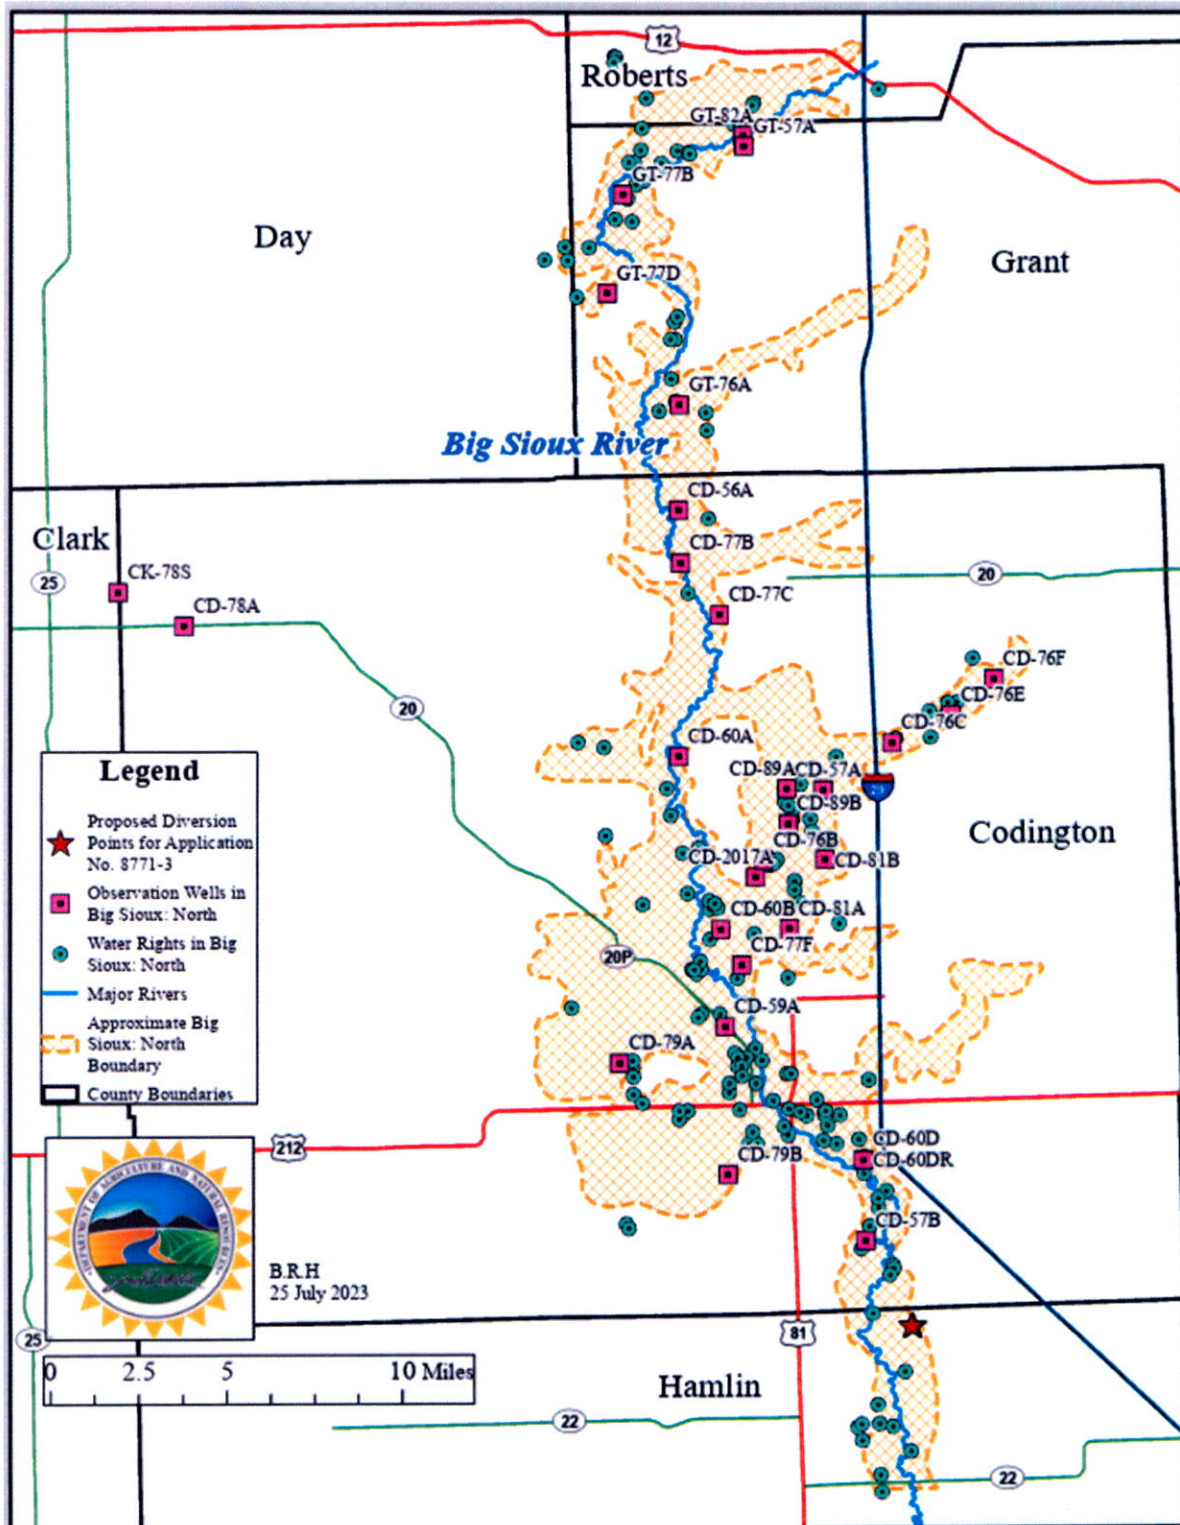 12
Roberts
GT-82A
GT-57A
GT-77B
Day
Grant
GT-77D
GT-76A
Big Sioux River
CD-56A
Clark
CD-77B
CK-78S
25
20
CD-78A
CD-77C
CD-76F
CD-76E
20
CD-76C
CD-60A
CD-89A
CD-57A
29
CD-89B
Codington
CD-76B
CD-2017A
CD-81B
CD-60B
CD-81A
CD-77F
20P
CD-59A
CD-79A
Legend
Proposed Diversion
Points for Application
No. 8771-3
Observation Wells in
Big Sioux: North
Water Rights in Big
Sioux: North
Major Rivers
Approximate Big
Sioux: North
Boundary
County Boundaries
212
CD-60D
CD-79B
CD-60DR
CD-57B
DEPARTMENT OF AGRICULTURE AND NATURAL RESOURCES
B.R.H
25 July 2023
25
81
0 2.5 5 10 Miles
Hamlin
22
22